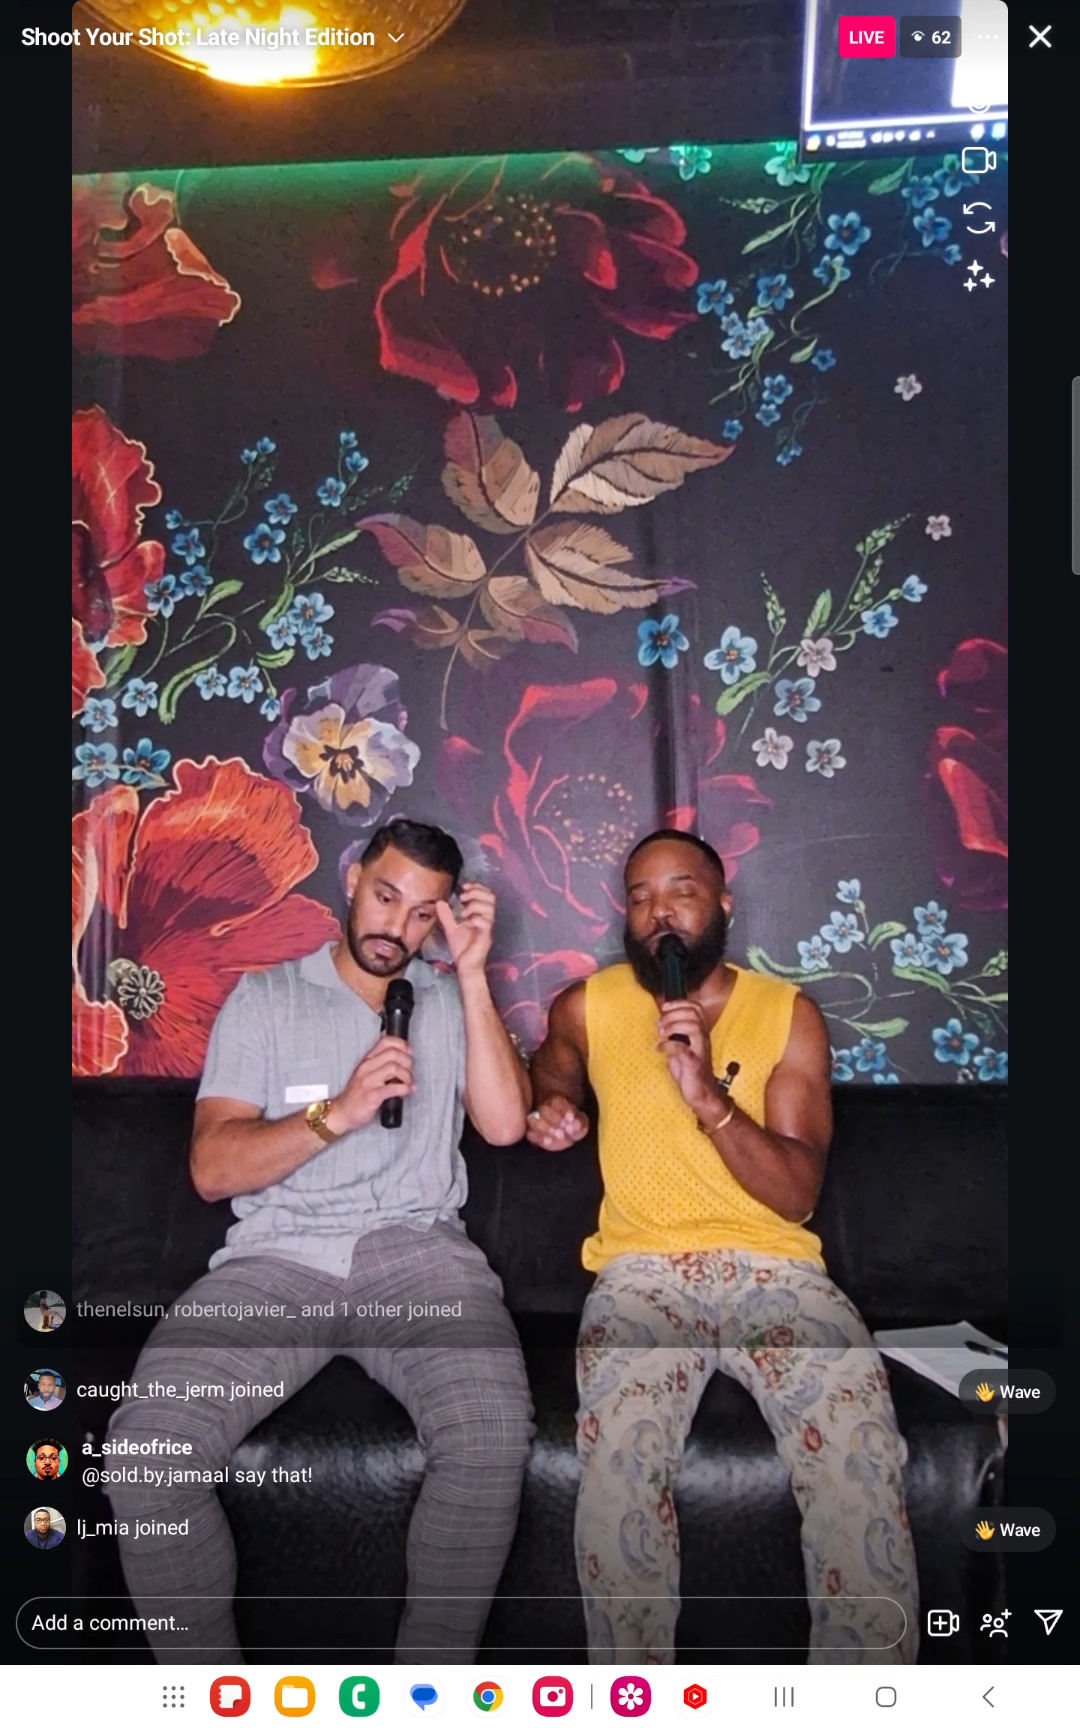 Shoot Your Shot: Late Night Edition
LIVE
62
thenelsun, robertojavier_ and 1 other joined
caught_the_jerm joined
Wave
a_sideofrice
@sold.by.jamaal say that!
lj_mia joined
Wave
Add a comment...